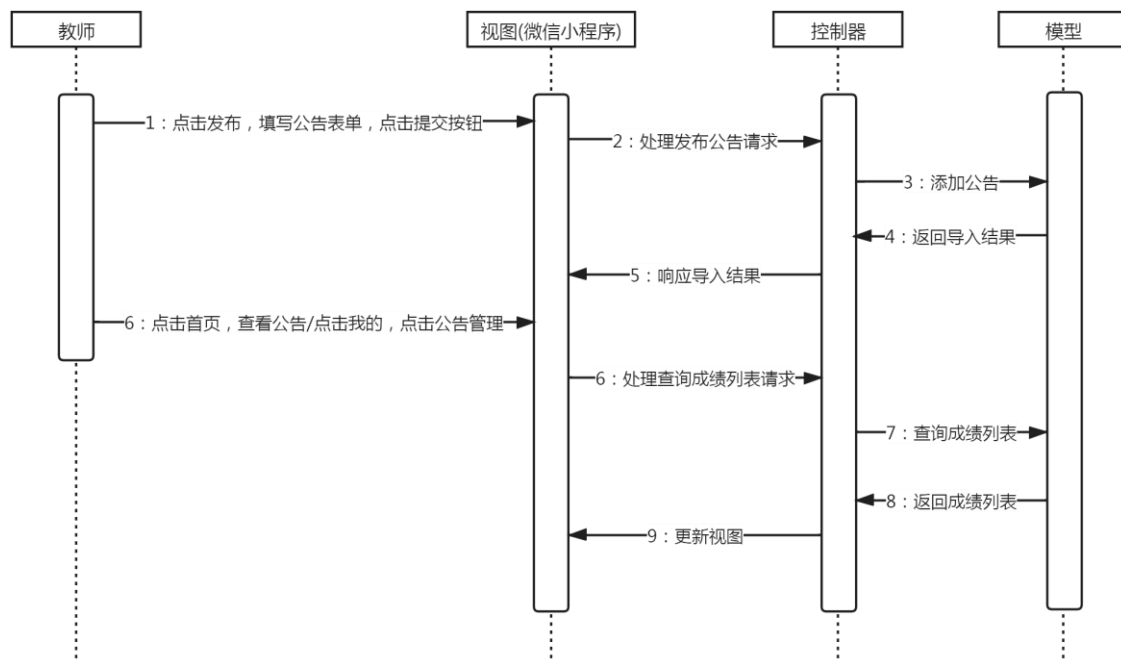 教师
视图(微信小程序)
控制器
模型
1：点击发布，填写公告表单，点击提交按钮
2：处理发布公告请求
3：添加公告
4：返回导入结果
5：响应导入结果
6：点击首页，查看公告/点击我的，点击公告管理
6：处理查询成绩列表请求
7：查询成绩列表
8：返回成绩列表
9：更新视图